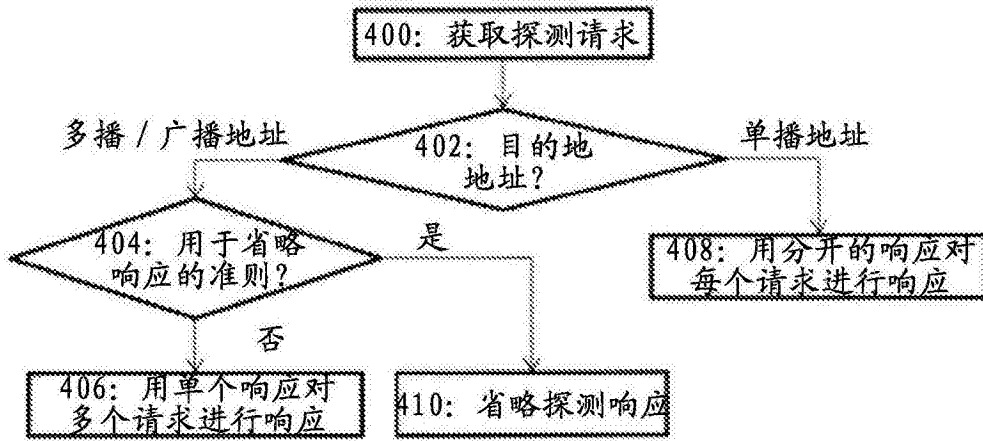 400: 获取探测请求
多播/广播地址
402: 目的地
地址?
单播地址
404: 用于省略
响应的准则?
是
408: 用分开的响应对
每个请求进行响应
否
406: 用单个响应对
多个请求进行响应
410: 省略探测响应